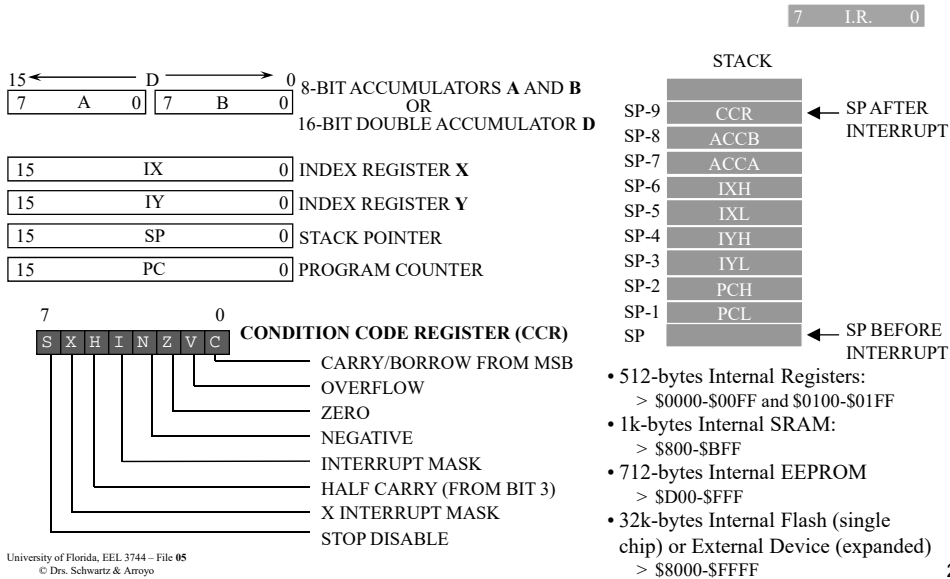 7 I.R. 0
15 D 0
7 A 0 7 B 0
8-BIT ACCUMULATORS A AND B
OR
16-BIT DOUBLE ACCUMULATOR D
15 IX 0 INDEX REGISTER X
15 IY 0 INDEX REGISTER Y
15 SP 0 STACK POINTER
15 PC 0 PROGRAM COUNTER
7 0
S X H I N Z V C
CONDITION CODE REGISTER (CCR)
CARRY/BORROW FROM MSB
OVERFLOW
ZERO
NEGATIVE
INTERRUPT MASK
HALF CARRY (FROM BIT 3)
X INTERRUPT MASK
STOP DISABLE
STACK
SP-9 CCR SP AFTER
INTERRUPT
SP-8 ACCB
SP-7 ACCA
SP-6 IXH
SP-5 IXL
SP-4 IYH
SP-3 IYL
SP-2 PCH
SP-1 PCL
SP SP BEFORE
INTERRUPT
• 512-bytes Internal Registers:
> $0000-$00FF and $0100-$01FF
• 1k-bytes Internal SRAM:
> $800-$BFF
• 712-bytes Internal EEPROM
> $D00-$FFF
• 32k-bytes Internal Flash (single
chip) or External Device (expanded)
> $8000-$FFFF
University of Florida, EEL 3744 – File 05
© Drs. Schwartz & Arroyo